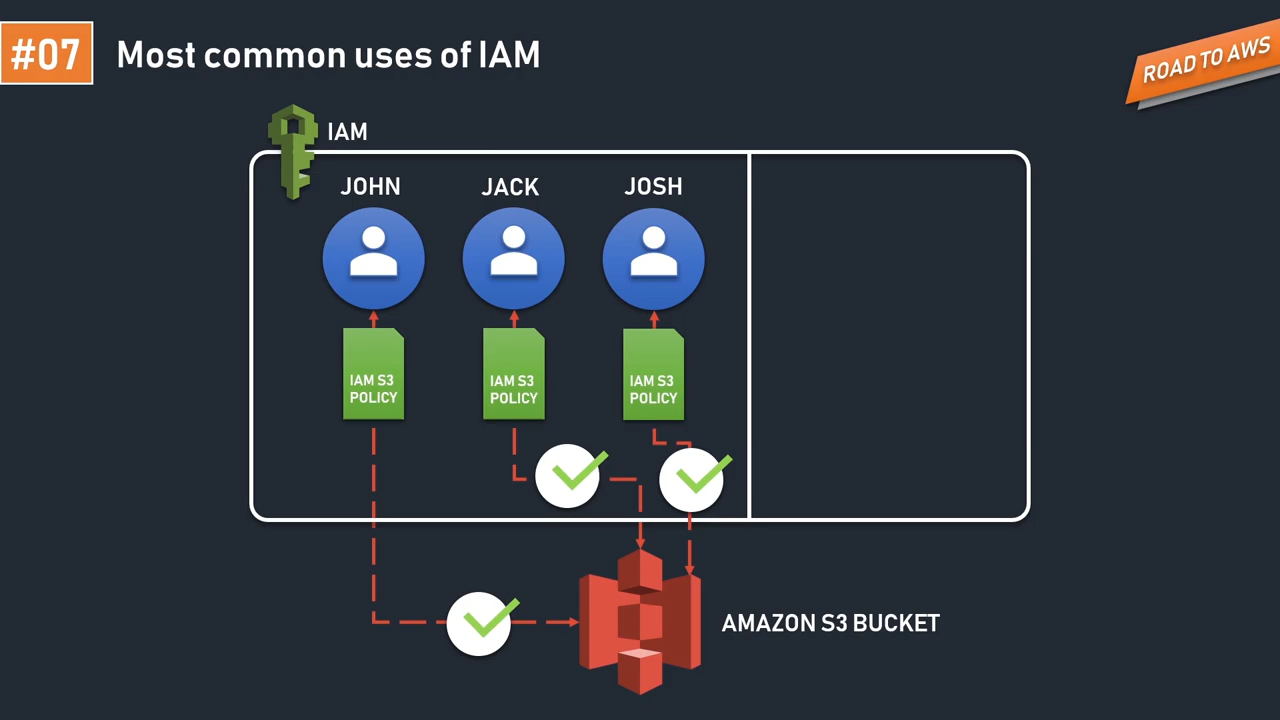 #07
Most common uses of IAM
ROAD TO AWS
IAM
JOHN
JACK
JOSH
IAM S3
POLICY
IAM S3
POLICY
IAM S3
POLICY
AMAZON S3 BUCKET